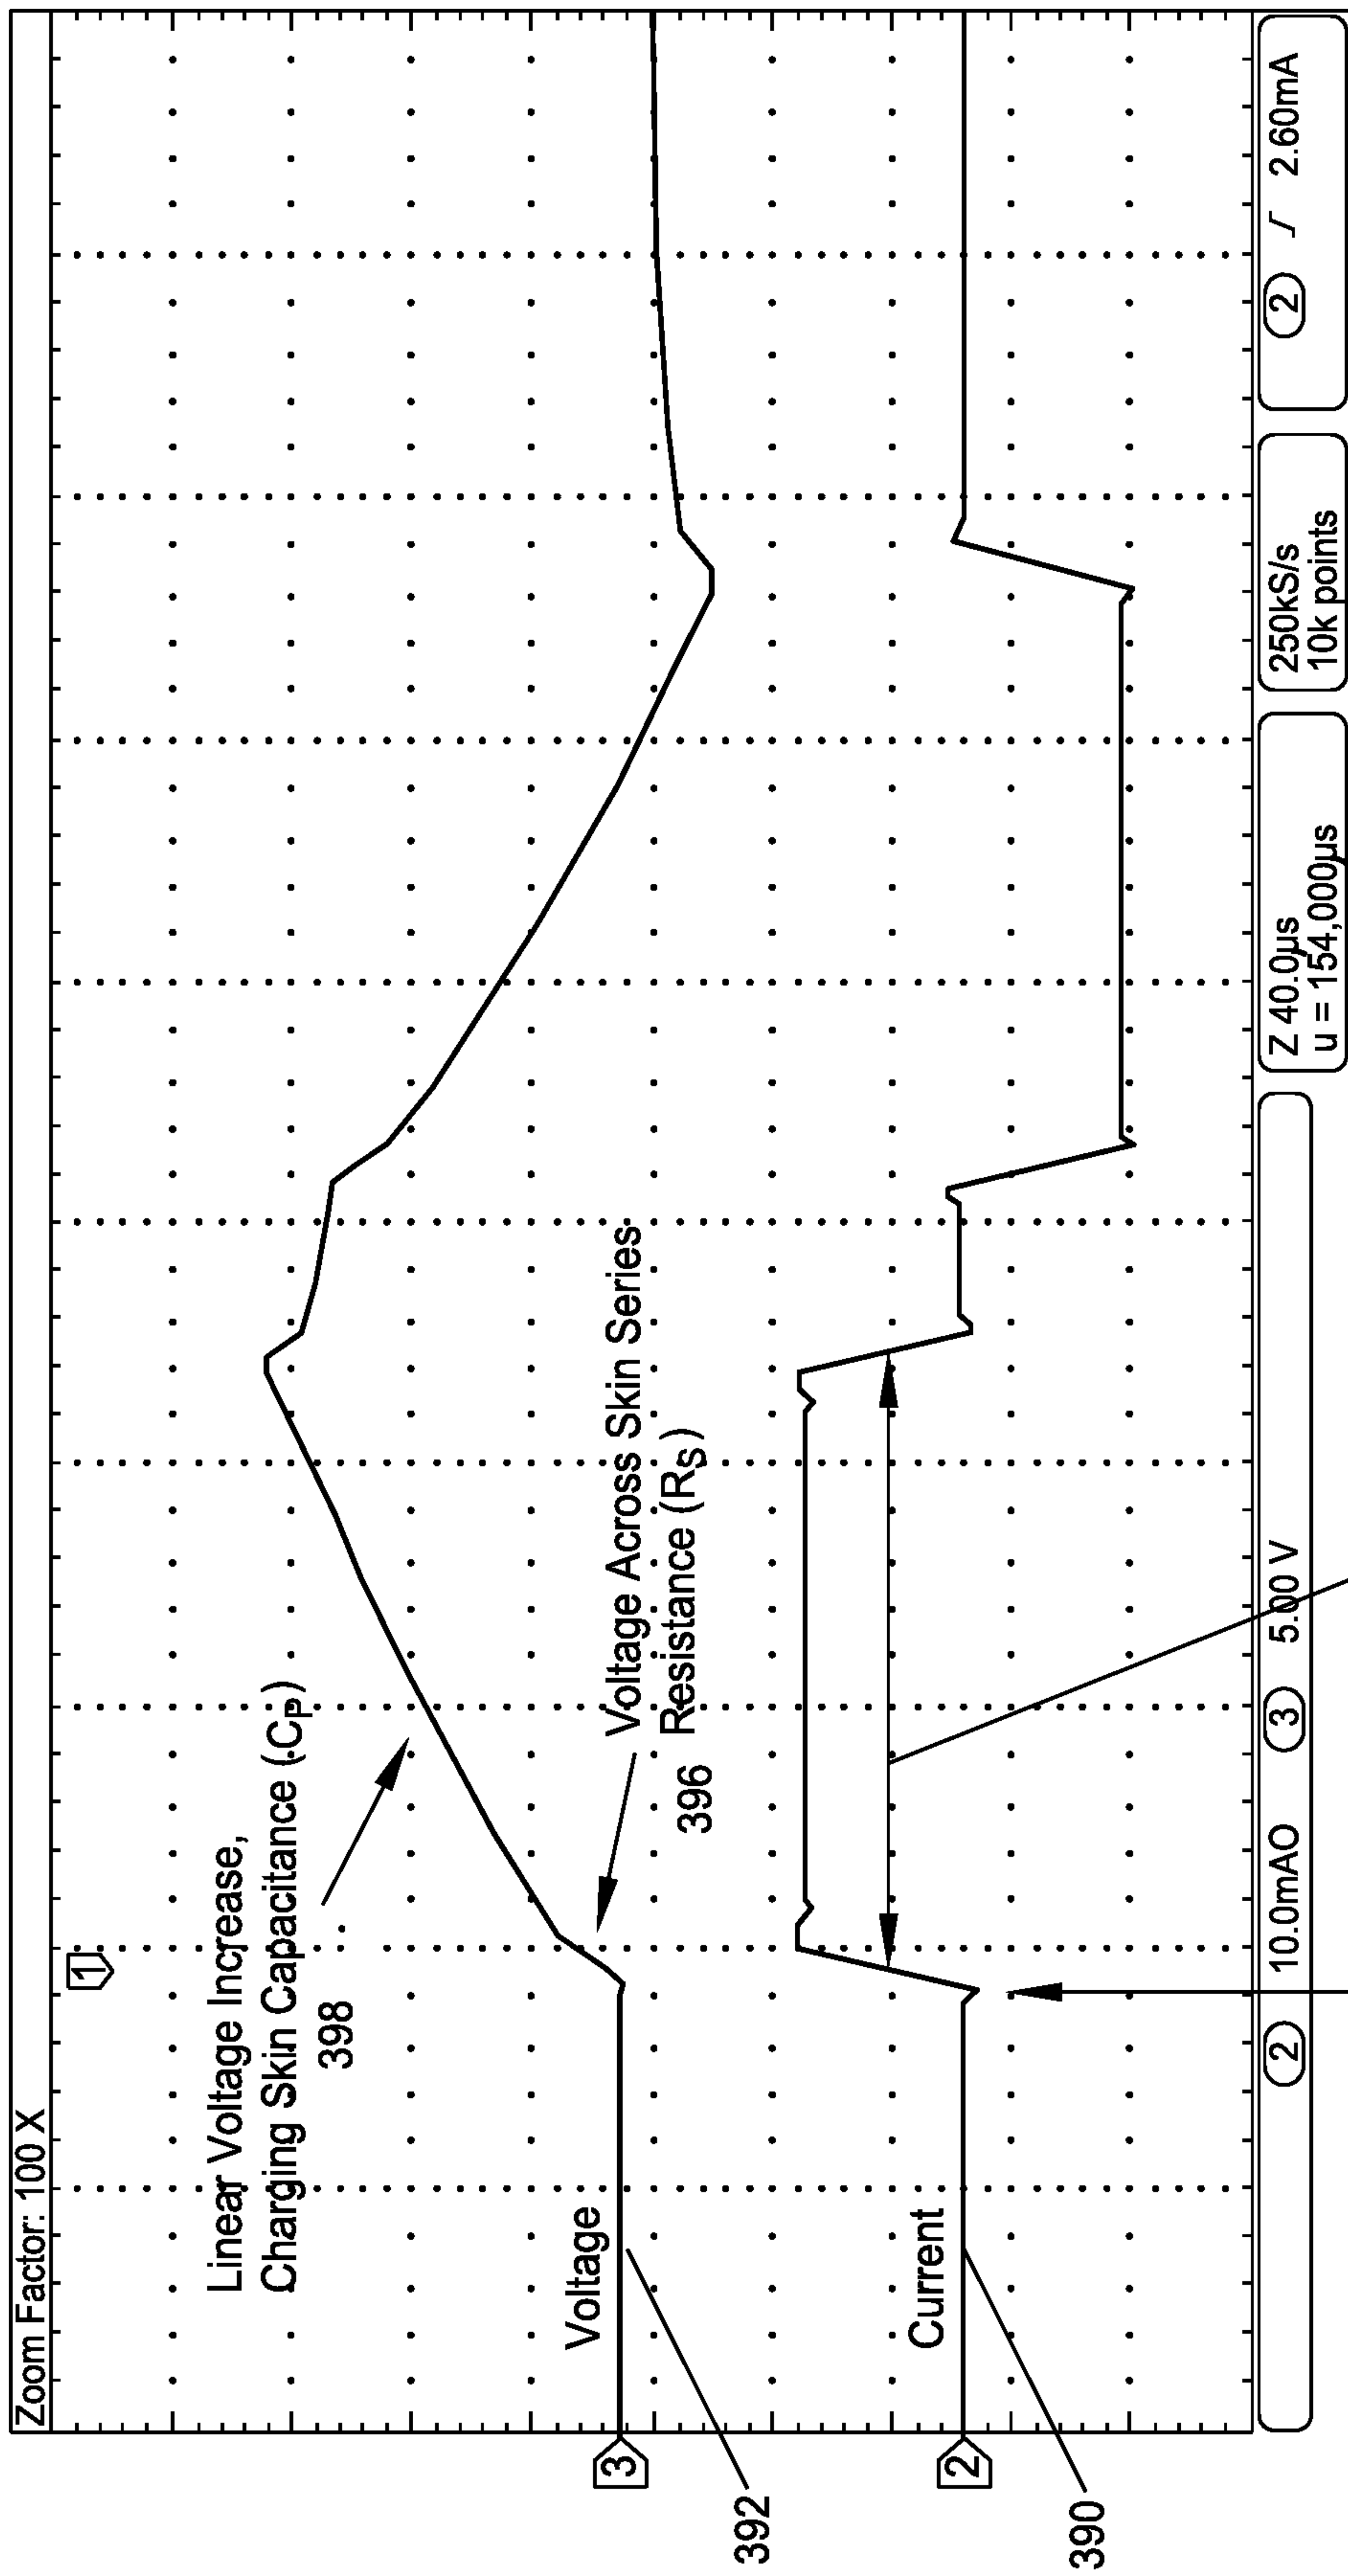 Zoom Factor: 100 X
1
Linear Voltage Increase,
Charging Skin Capacitance (CP)
398
Voltage Across Skin Series
Resistance (RS)
396
Voltage
3
392
Current
2
390
2 10.0mAO 3 5.00 V
Z 40.0µs
u = 154,000µs
250kS/s
10k points
2 2.60mA